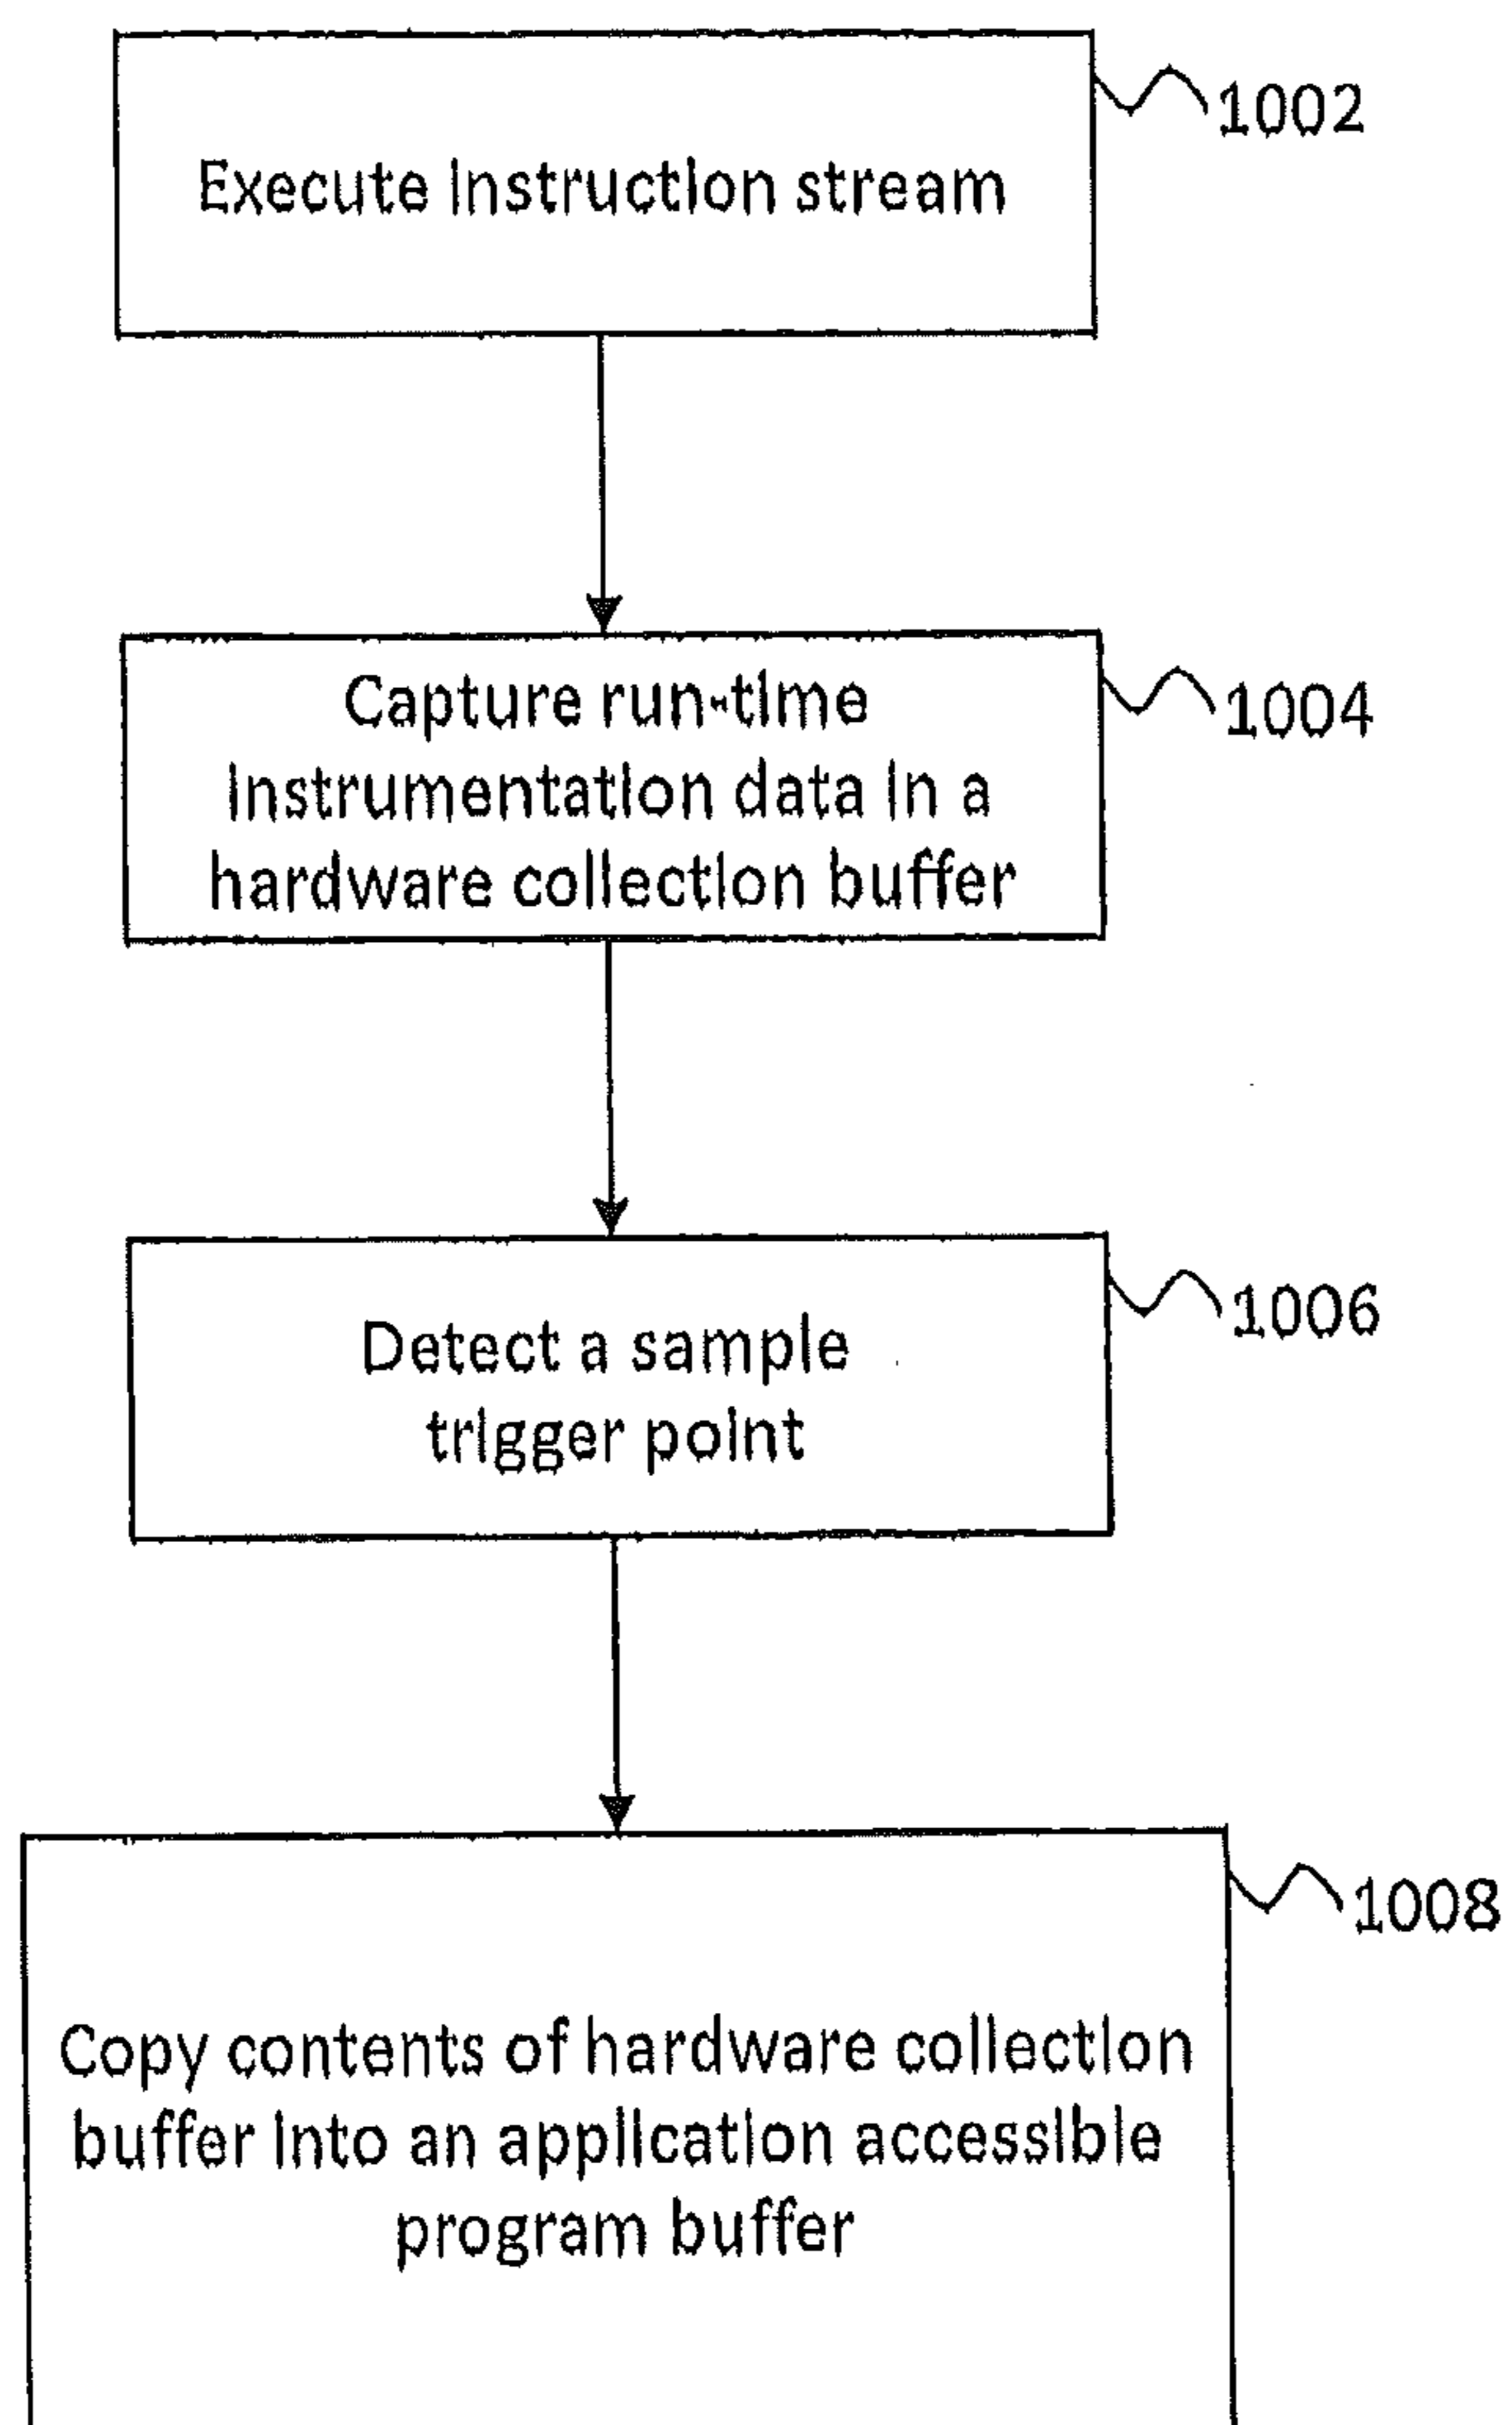 1002
Execute instruction stream
1004
Capture run-time
instrumentation data in a
hardware collection buffer
1006
Detect a sample
trigger point
1008
Copy contents of hardware collection
buffer into an application accessible
program buffer